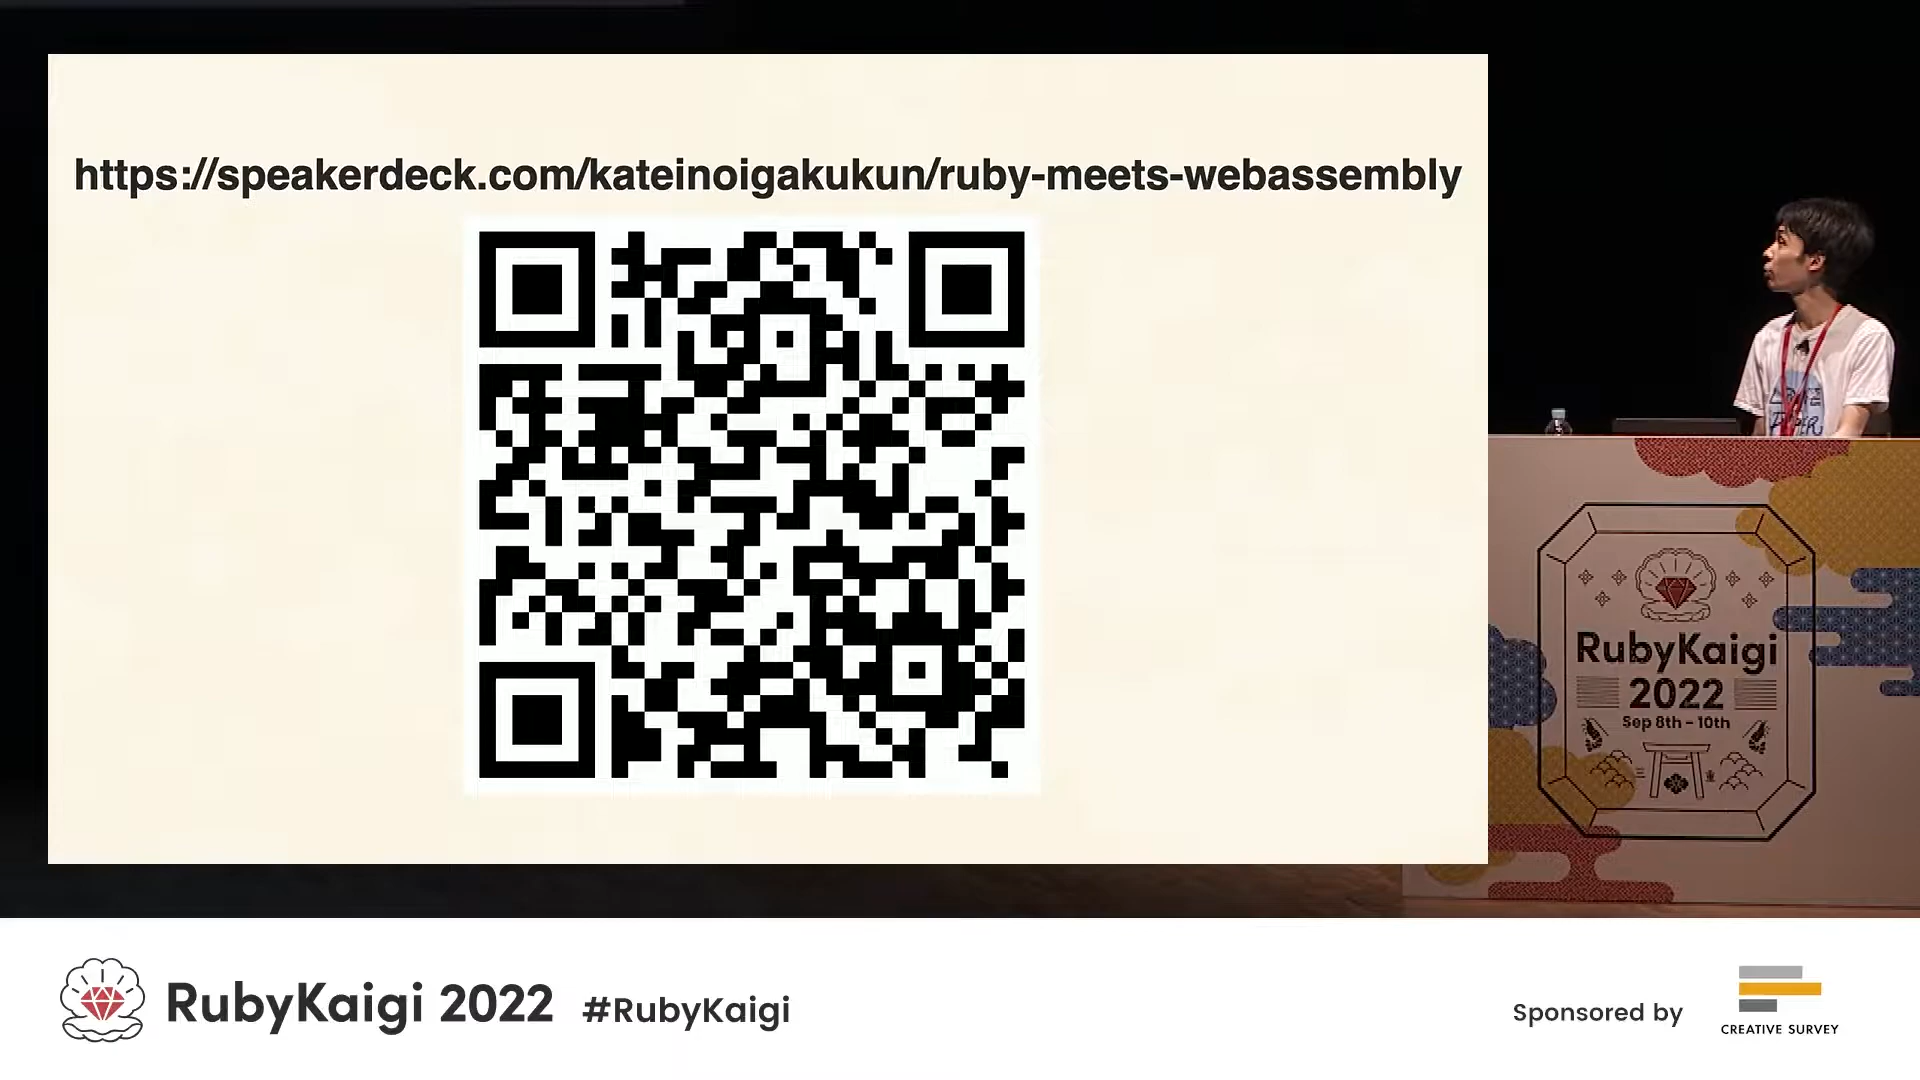 https://speakerdeck.com/kateinoigakukun/ruby-meets-webassembly
RubyKaigi
2022
Sep 8th - 10th
RubyKaigi 2022 #RubyKaigi
Sponsored by
CREATIVE SURVEY